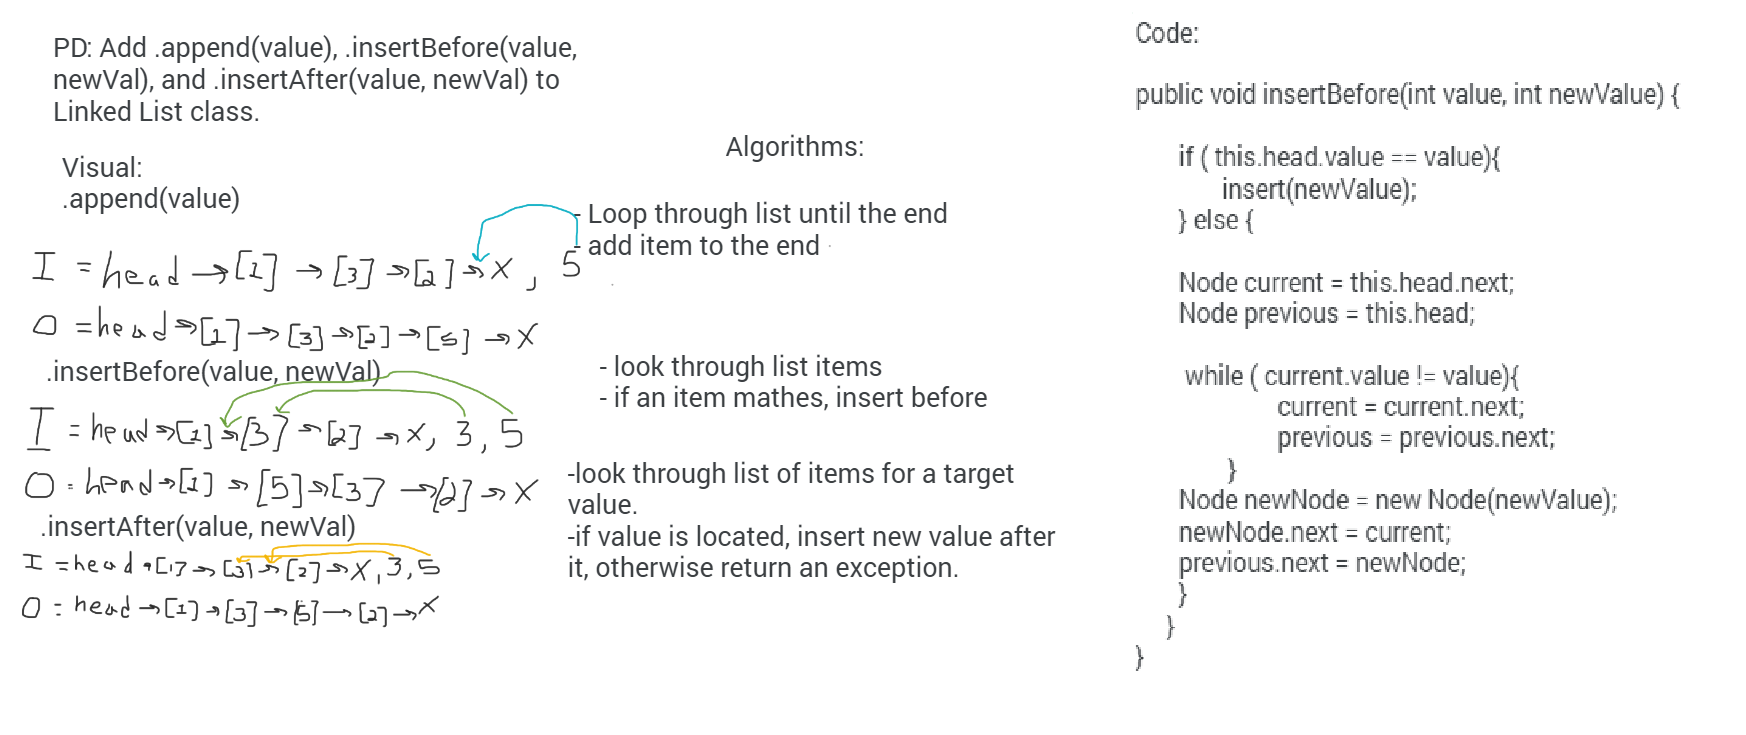 PD: Add .append(value), .insertBefore(value,
newVal), and .insertAfter(value, newVal) to
Linked List class.
Visual:
.append(value)
I = head → [1] → [3] → [2] → X , 5
O = head → [1] → [3] → [2] → [5] → X
.insertBefore(value, newVal)
I = head → [1] → [3] → [2] → X, 3, 5
O = head → [1] → [5] → [3] → [2] → X
.insertAfter(value, newVal)
I = head → [1] → [3] → [2] → X, 3, 5
O = head → [1] → [3] → [5] → [2] → X
Algorithms:
- Loop through list until the end
- add item to the end
- look through list items
- if an item mathes, insert before
-look through list of items for a target
value.
-if value is located, insert new value after
it, otherwise return an exception.
Code:
public void insertBefore(int value, int newValue) {
if ( this.head.value == value){
insert(newValue);
} else {
Node current = this.head.next;
Node previous = this.head;
while ( current.value != value){
current = current.next;
previous = previous.next;
}
Node newNode = new Node(newValue);
newNode.next = current;
previous.next = newNode;
}
}
}